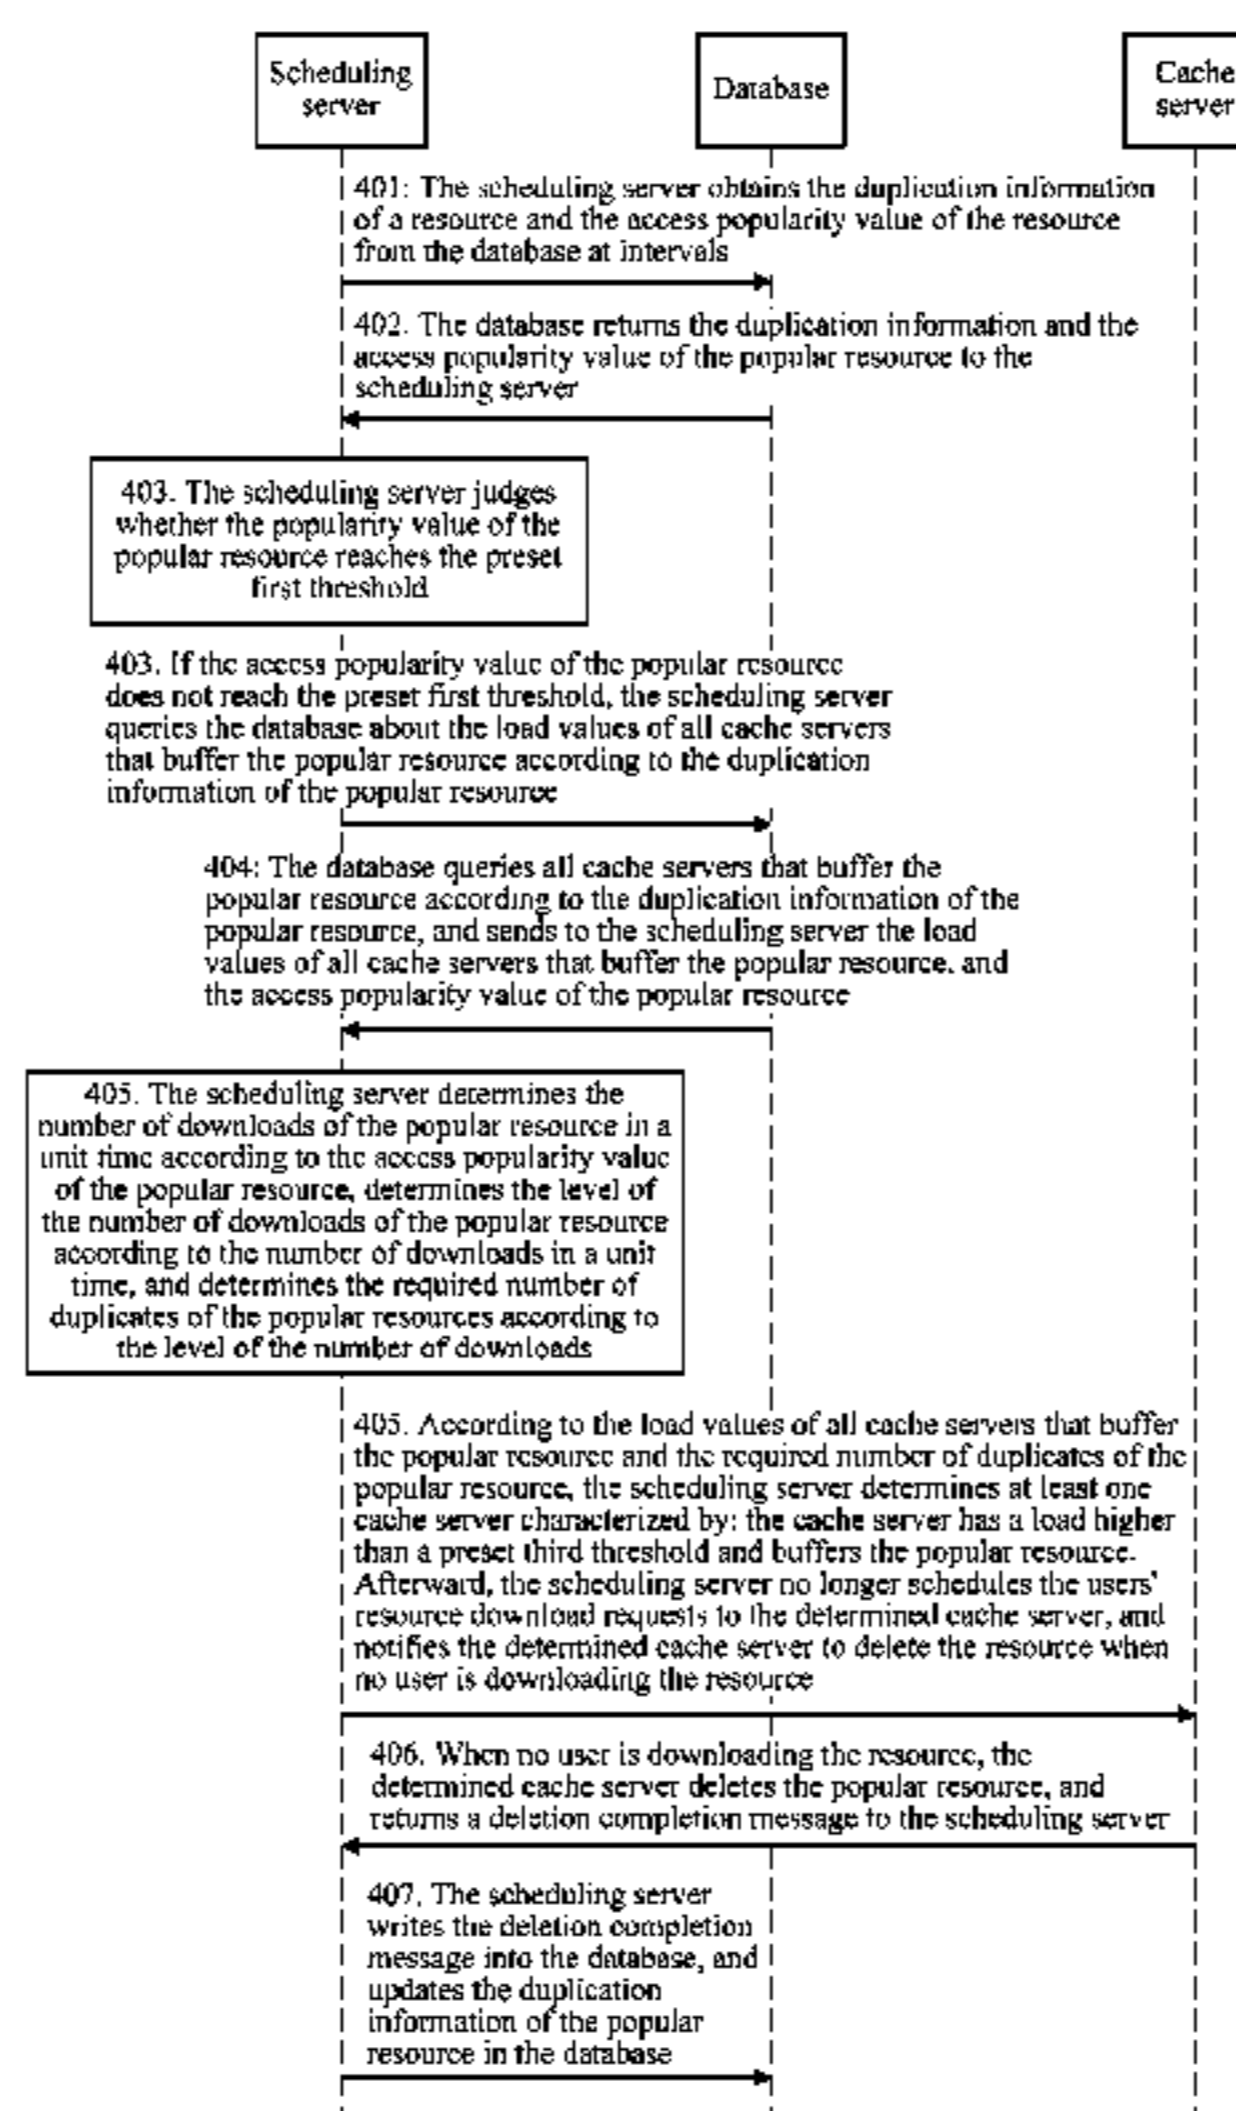 Scheduling
server
Database
Cache
server
401: The scheduling server obtains the duplication information
of a resource and the access popularity value of the resource
from the database at intervals
402. The database returns the duplication information and the
access popularity value of the popular resource to the
scheduling server
403. The scheduling server judges
whether the popularity value of the
popular resource reaches the preset
first threshold
403. If the access popularity value of the popular resource
does not reach the preset first threshold, the scheduling server
queries the database about the load values of all cache servers
that buffer the popular resource according to the duplication
information of the popular resource
404: The database queries all cache servers that buffer the
popular resource according to the duplication information of the
popular resource, and sends to the scheduling server the load
values of all cache servers that buffer the popular resource. and
the access popularity value of the popular resource
405. The scheduling server determines the
number of downloads of the popular resource in a
unit time according to the access popularity value
of the popular resource, determines the level of
the number of downloads of the popular resource
according to the number of downloads in a unit
time, and determines the required number of
duplicates of the popular resources according to
the level of the number of downloads
405. According to the load values of all cache servers that buffer
the popular resource and the required number of duplicates of the
popular resource, the scheduling server determines at least one
cache server characterized by: the cache server has a load higher
than a preset third threshold and buffers the popular resource.
Afterward, the scheduling server no longer schedules the users'
resource download requests to the determined cache server, and
notifies the determined cache server to delete the resource when
no user is downloading the resource
406. When no user is downloading the resource, the
determined cache server deletes the popular resource, and
returns a deletion completion message to the scheduling server
407. The scheduling server
writes the deletion completion
message into the database, and
updates the duplication
information of the popular
resource in the database